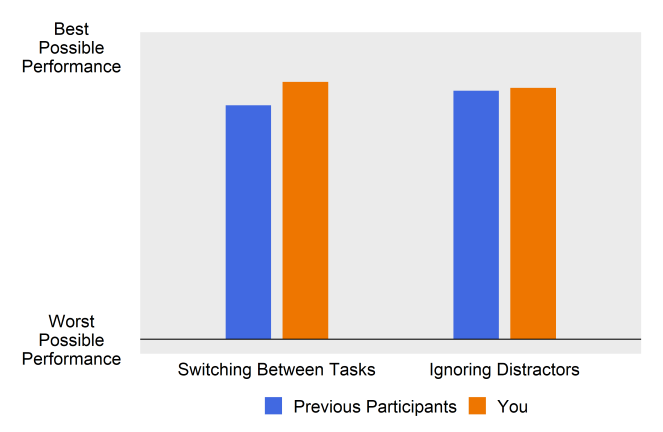 Best
Possible
Performance
Worst
Possible
Performance
Switching Between Tasks
Ignoring Distractors
Previous Participants
You